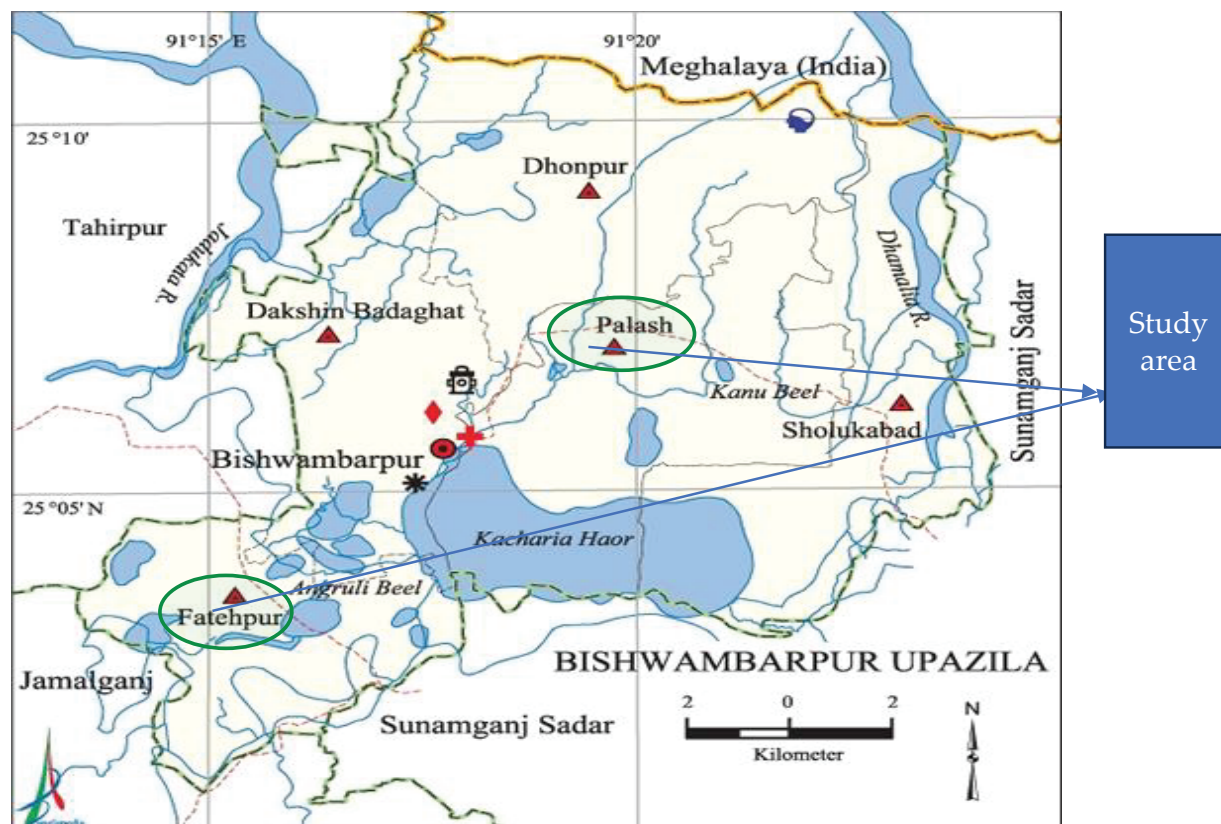 91°15' E
91°20'
Meghalaya (India)
25°10'
Dhonpur
Tahirpur
Jadukata R.
Dhamalia R.
Dakshin Badaghat
Palash
Sunamganj Sadar
Study
area
Kanu Beel
Sholukabad
Bishwambarpur
25°05' N
Kacharia Haor
Angruli Beel
Fatehpur
BISHWAMBARPUR UPAZILA
Jamalganj
Sunamganj Sadar
2 0 2
Kilometer
N